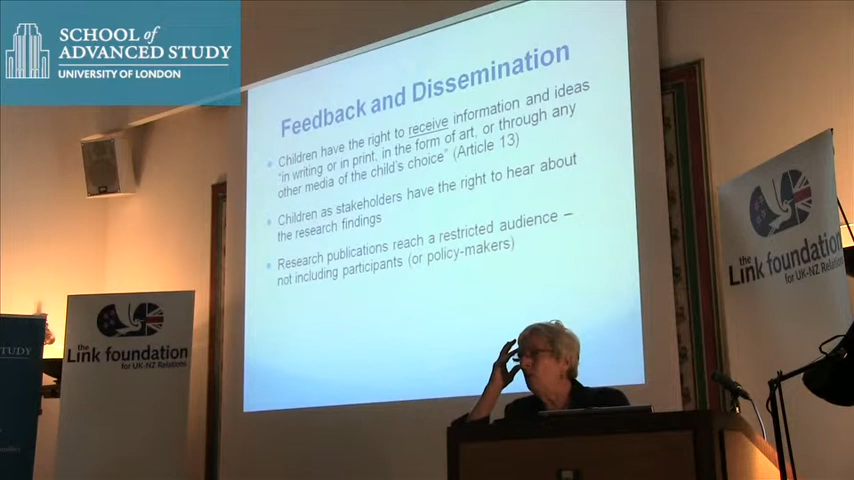 SCHOOL of
ADVANCED STUDY
UNIVERSITY OF LONDON
Feedback and Dissemination
Children have the right to receive information and ideas
"in writing or in print, in the form of art, or through any
other media of the child's choice" (Article 13)
Children as stakeholders have the right to hear about
the research findings
Research publications reach a restricted audience –
not including participants (or policy-makers)
the
Link foundation
for UK-NZ Relations
the
Link foundation
for UK-NZ Relations
STUDY